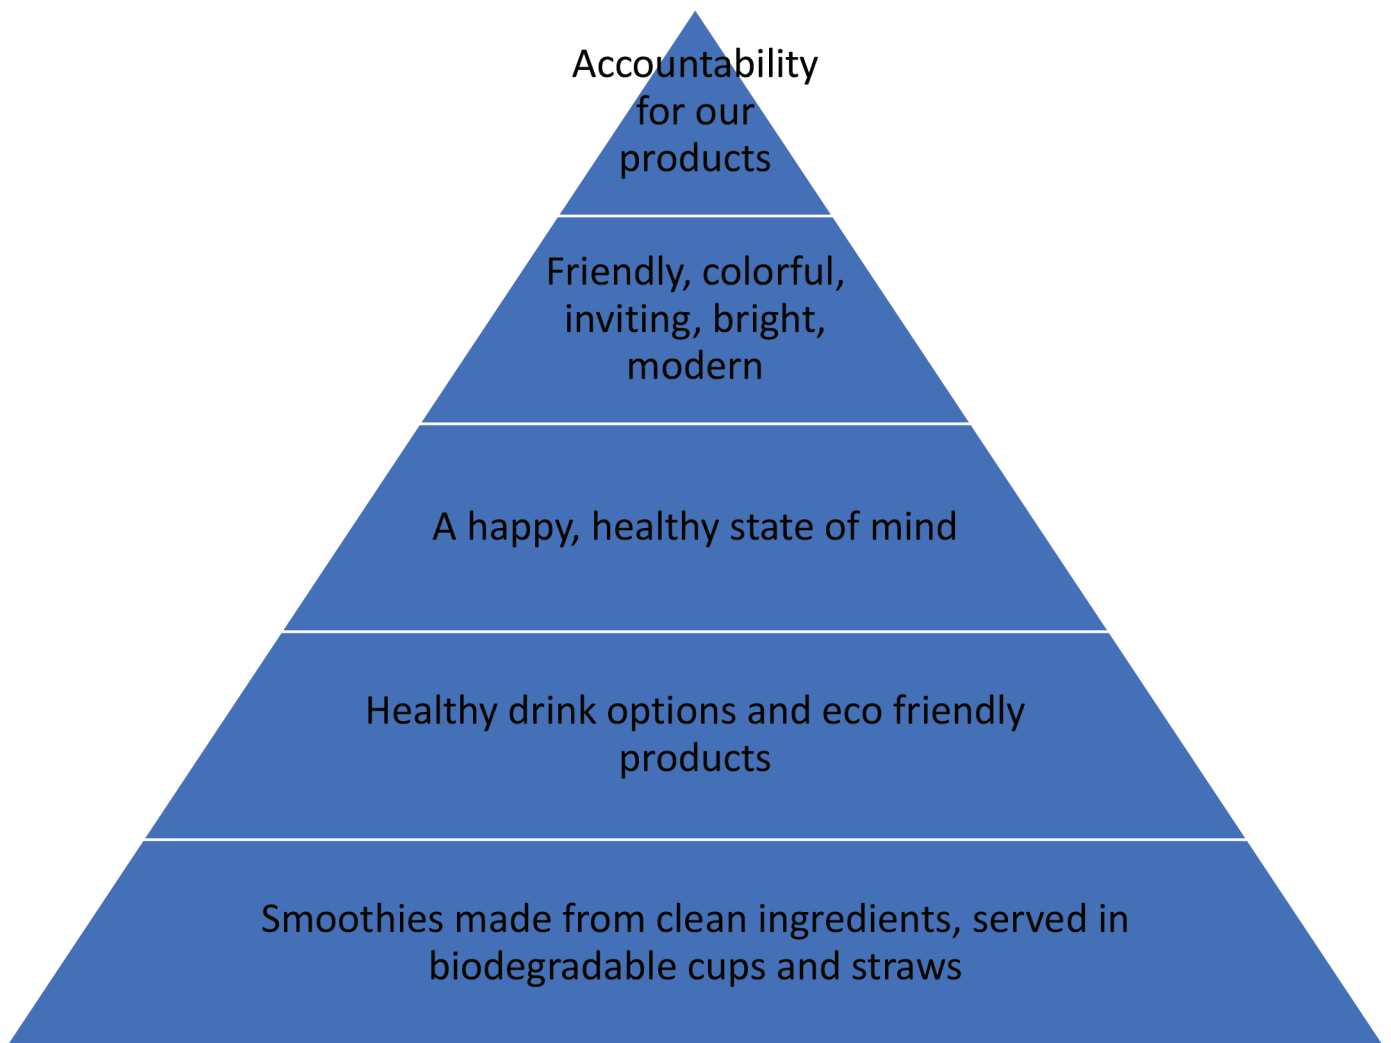 Accountability
for our
products
Friendly, colorful,
inviting, bright,
modern
A happy, healthy state of mind
Healthy drink options and eco friendly
products
Smoothies made from clean ingredients, served in
biodegradable cups and straws